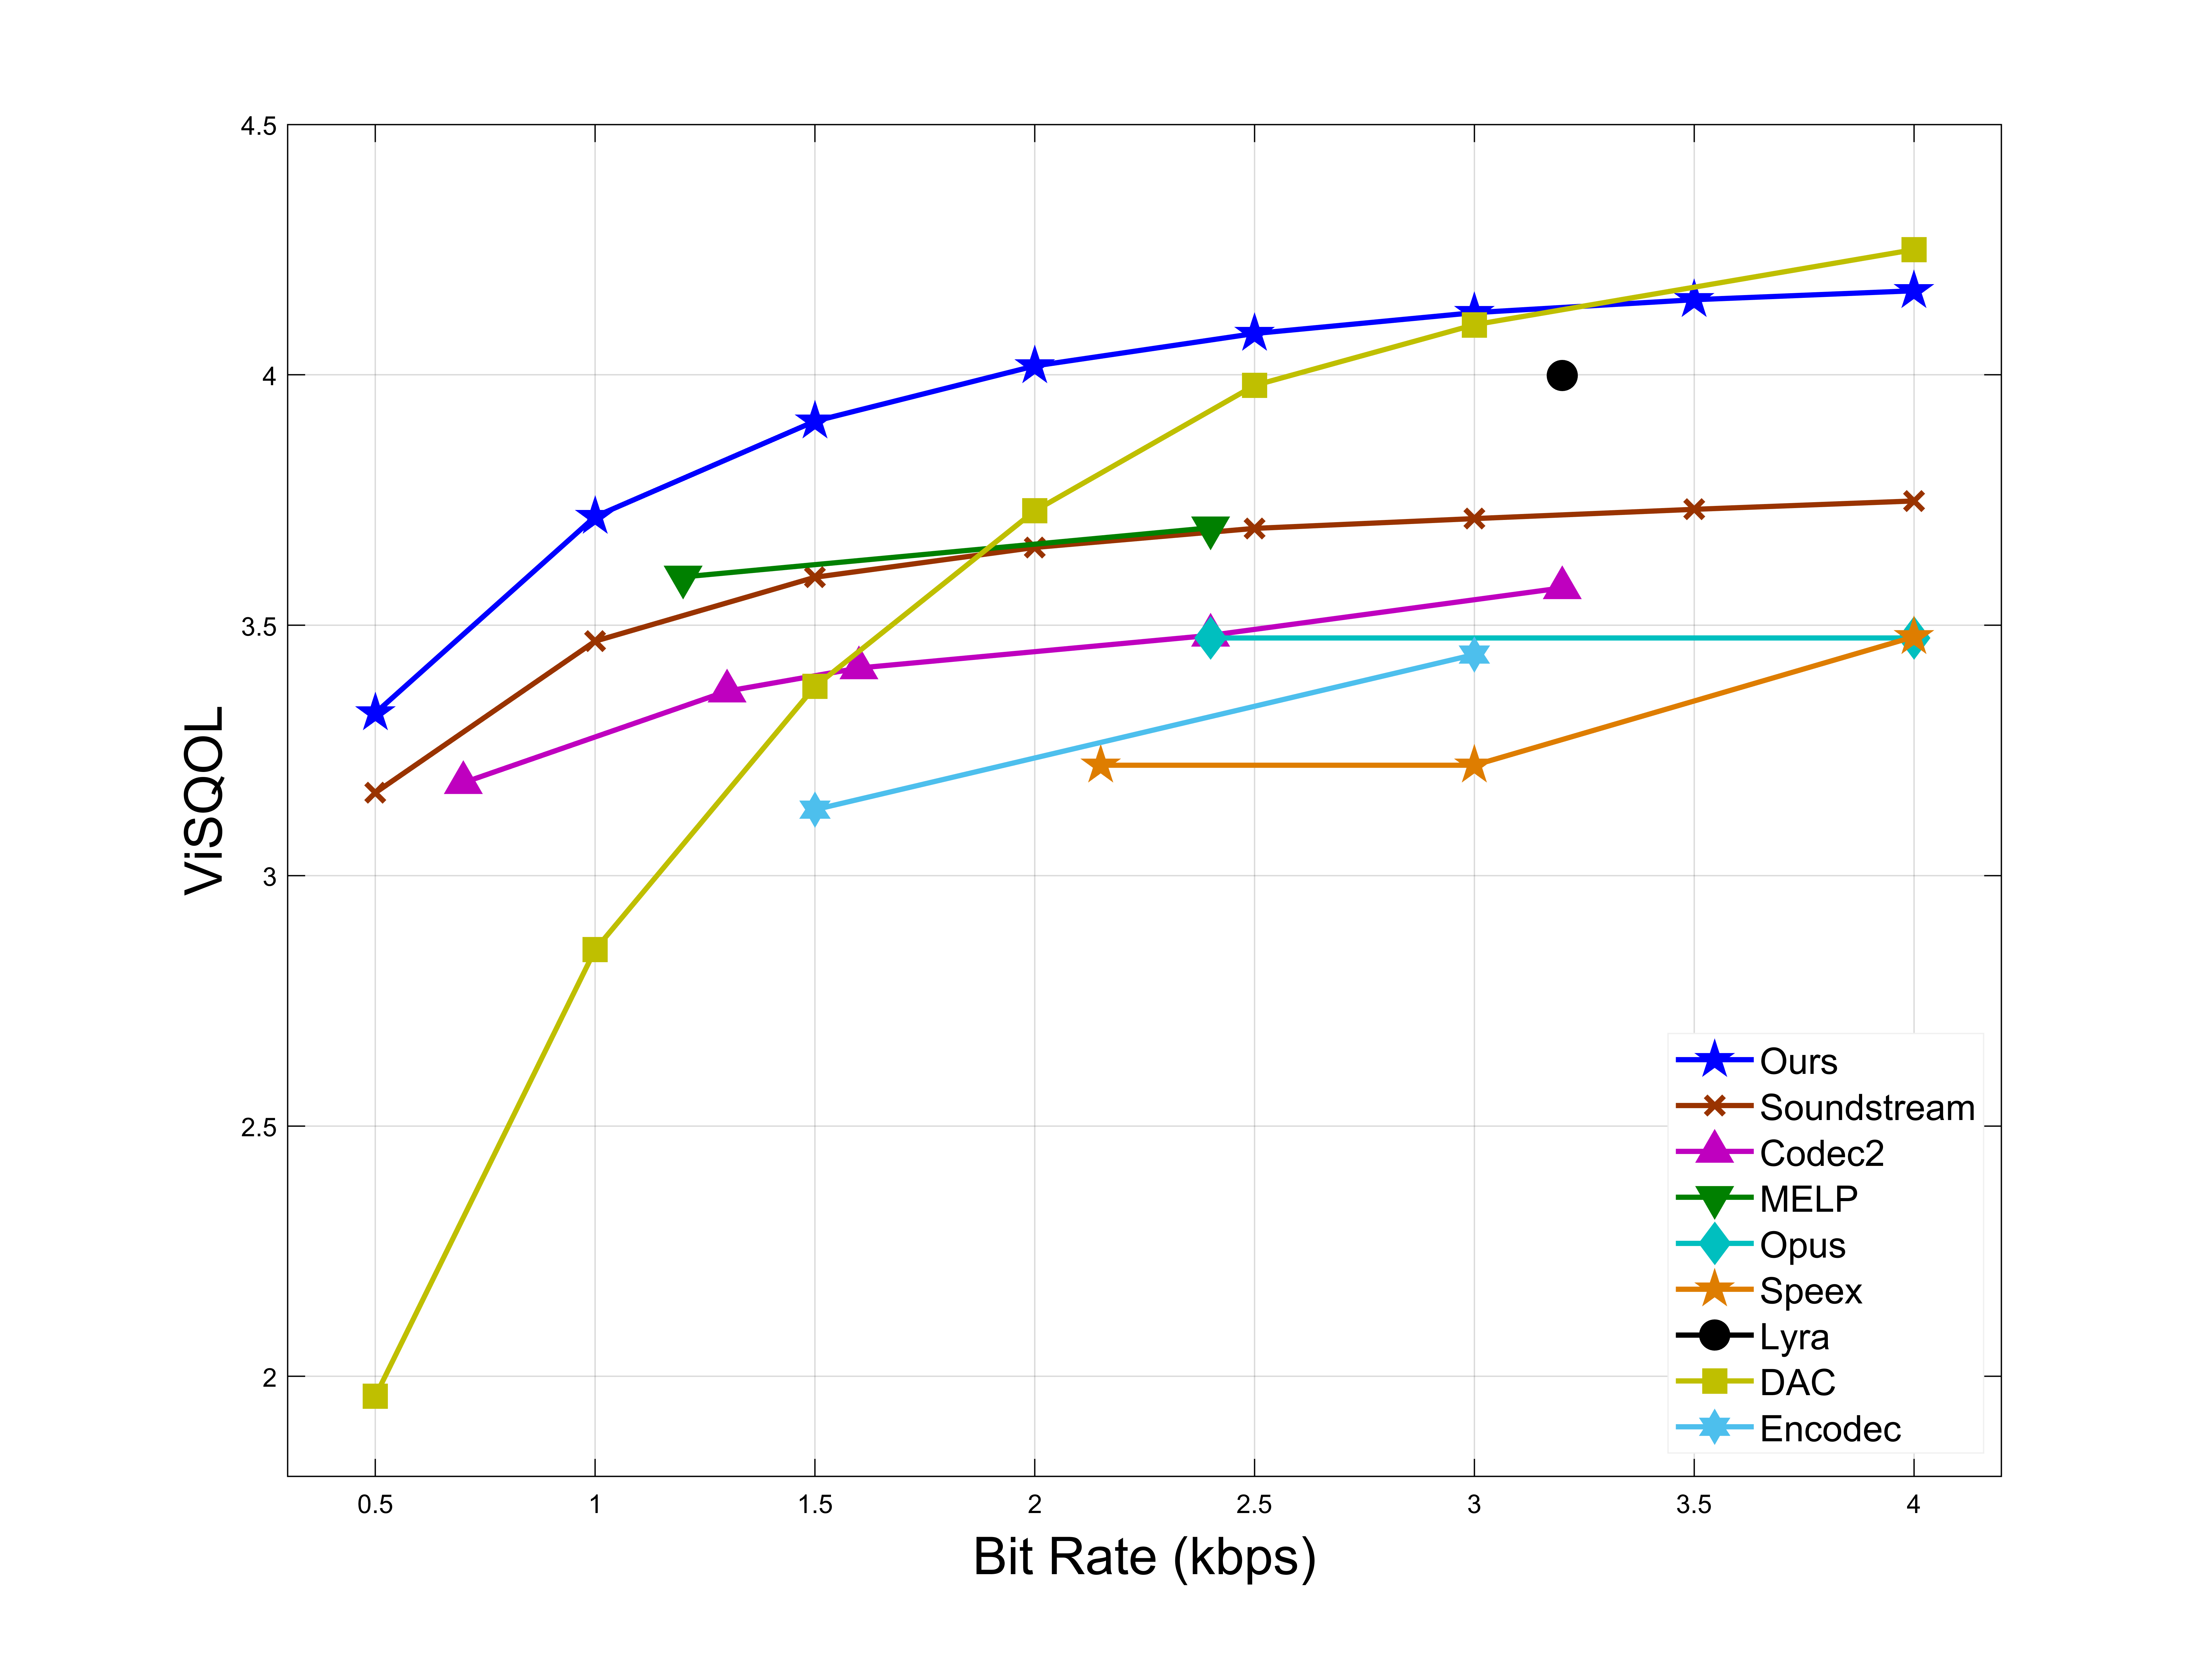 4.5
4
3.5
3
2.5
2
ViSQOL
0.5
1
1.5
2
2.5
3
3.5
4
Bit Rate (kbps)
Ours
Soundstream
Codec2
MELP
Opus
Speex
Lyra
DAC
Encodec